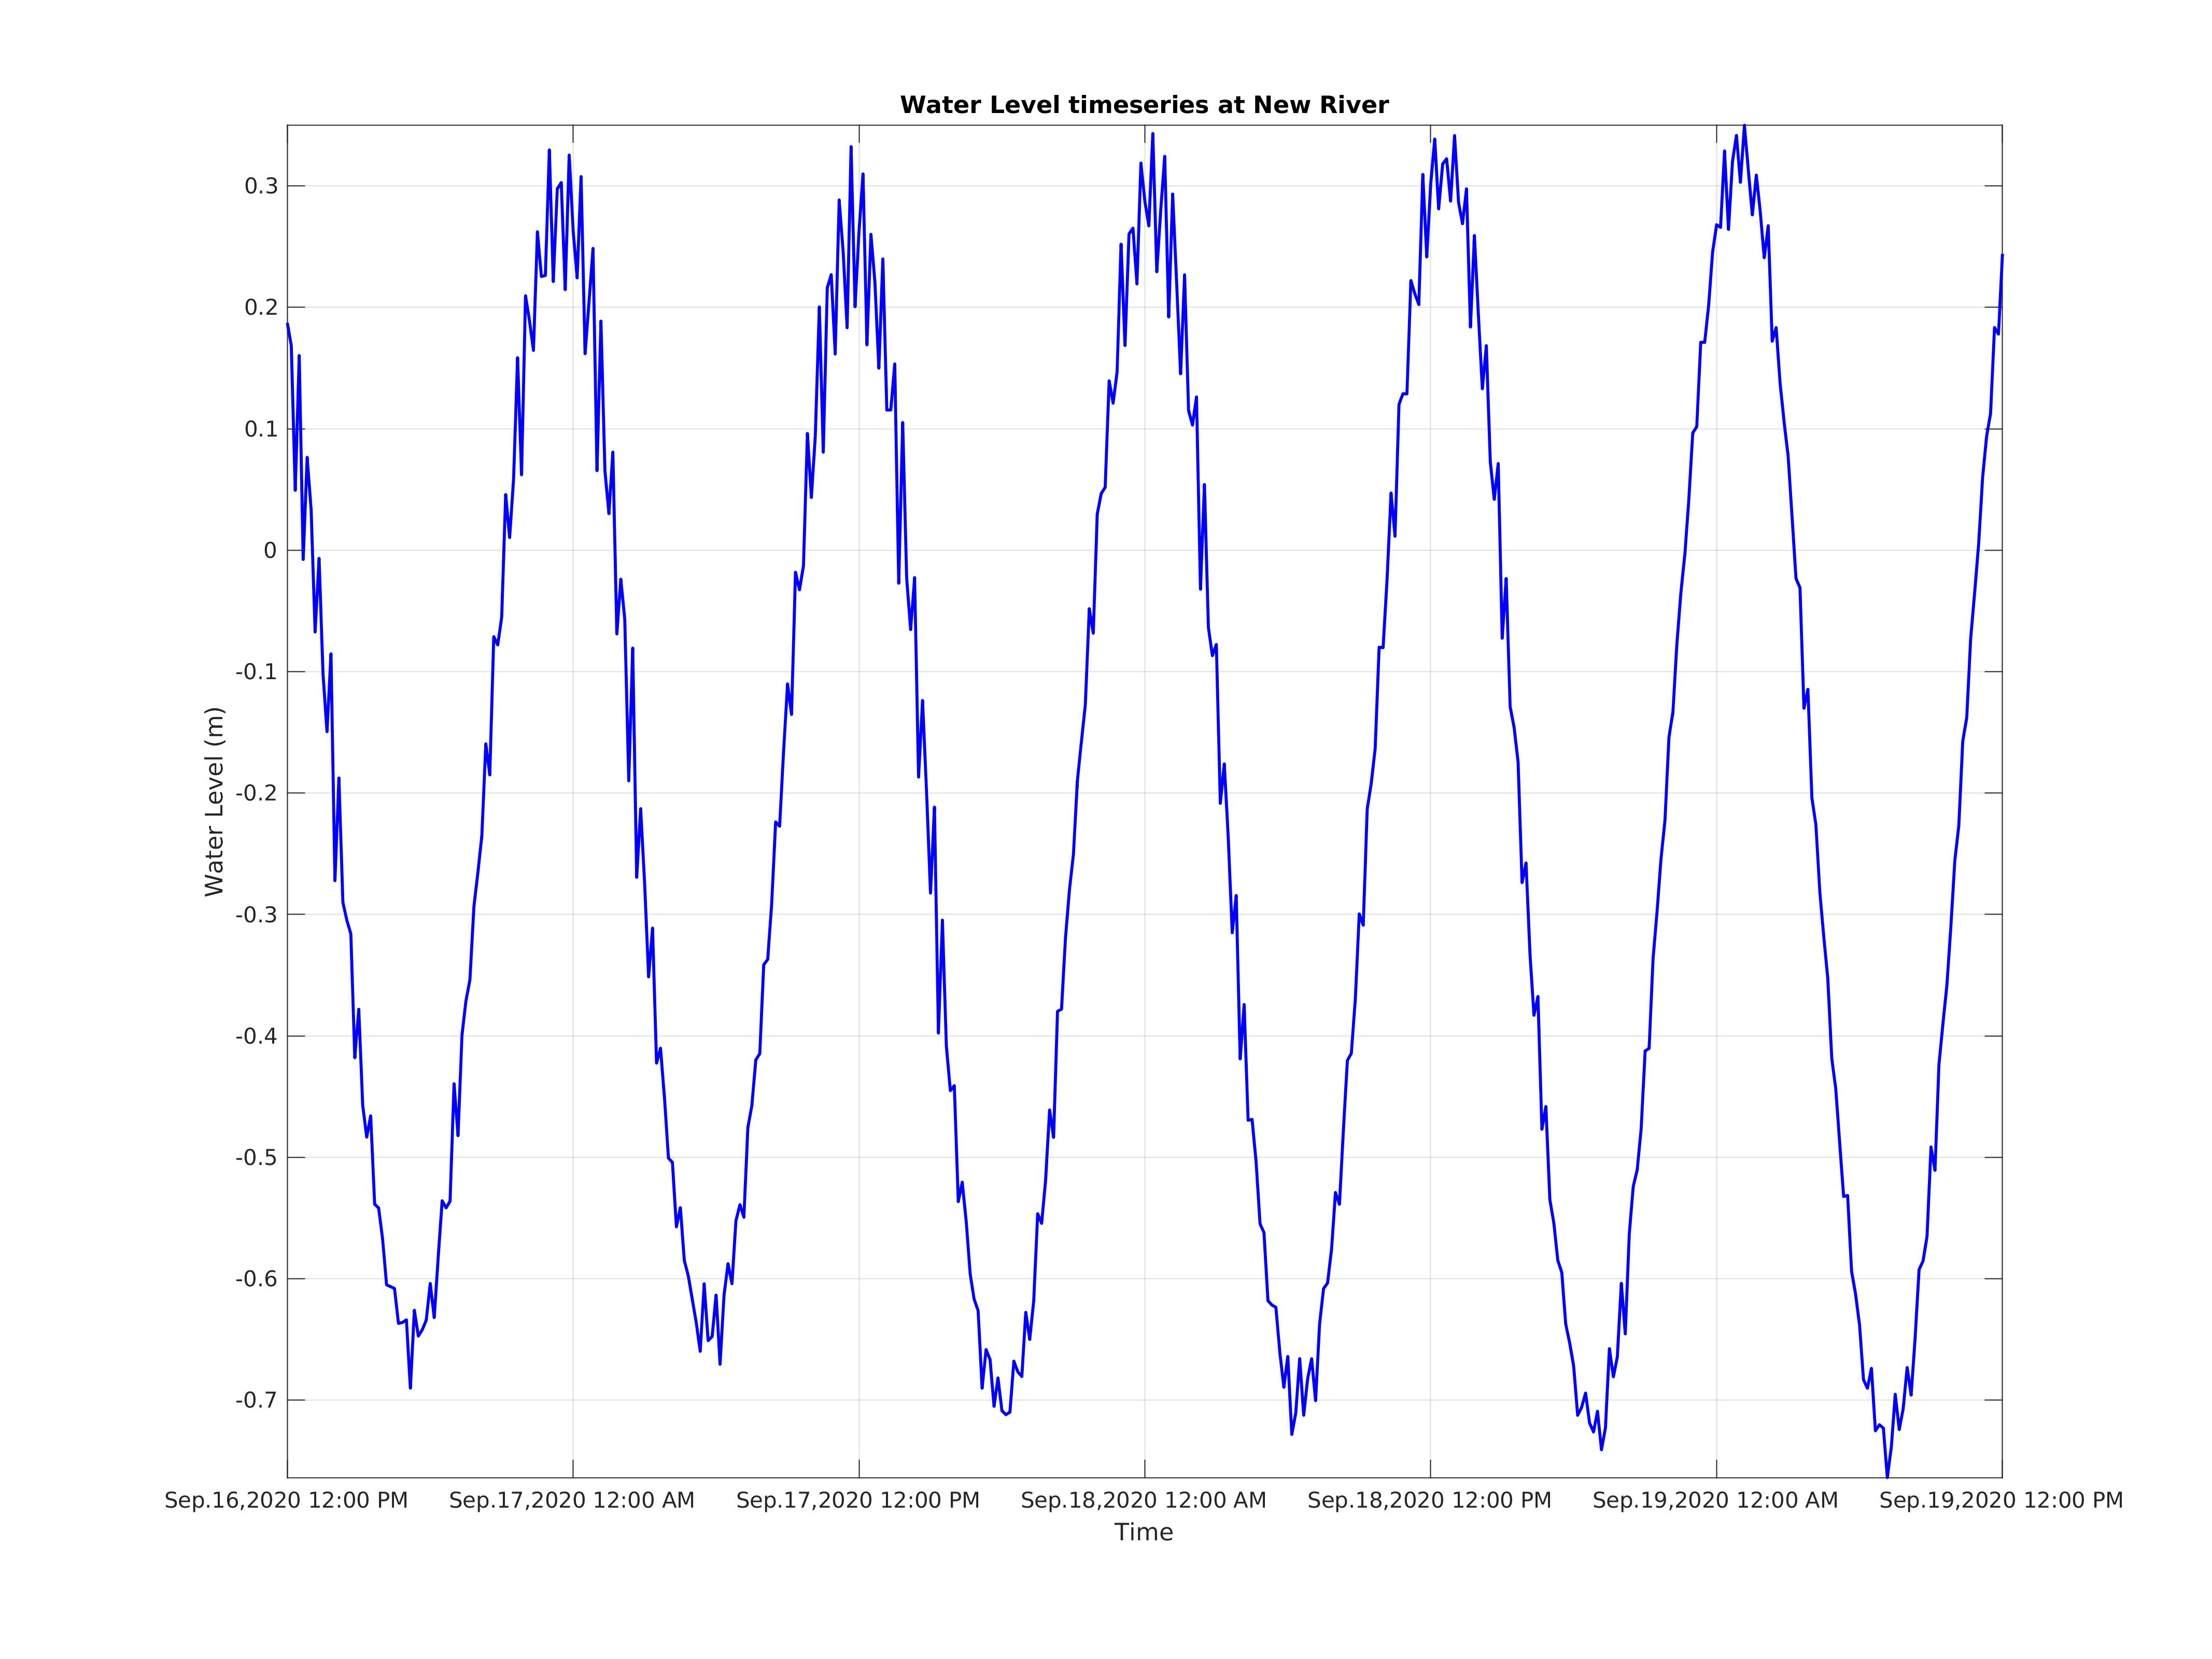 Water Level timeseries at New River
0.3
0.2
0.1
0
-0.1
-0.2
-0.3
-0.4
-0.5
-0.6
-0.7
Water Level (m)
Sep.16,2020 12:00 PM Sep.17,2020 12:00 AM Sep.17,2020 12:00 PM Sep.18,2020 12:00 AM Sep.18,2020 12:00 PM Sep.19,2020 12:00 AM Sep.19,2020 12:00 PM
Time